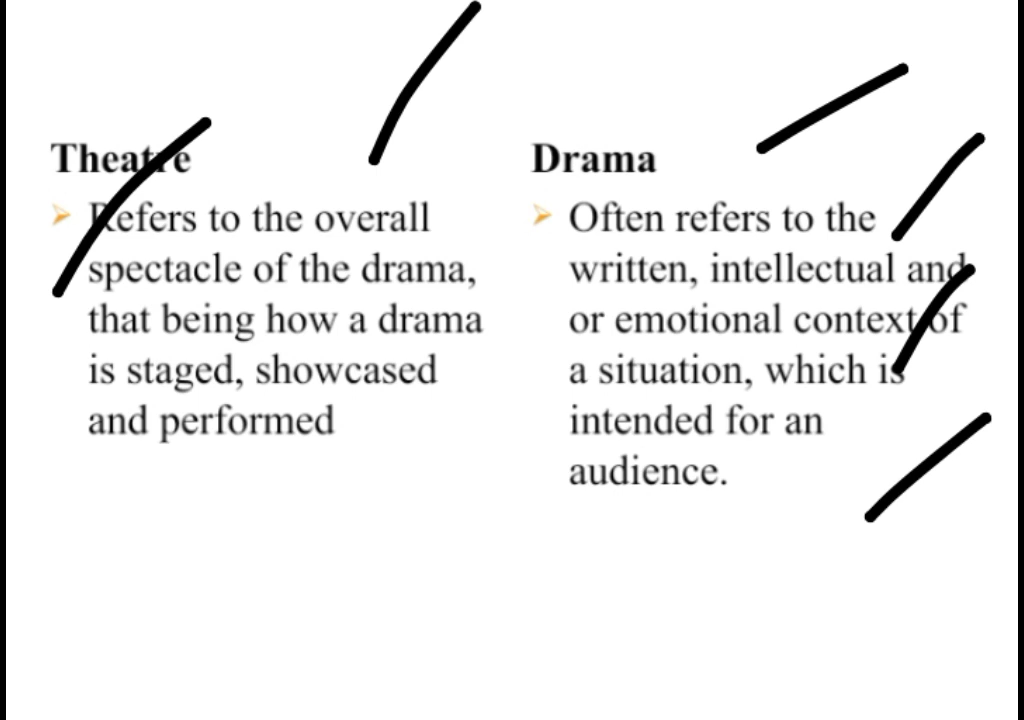 Theatre
Refers to the overall
spectacle of the drama,
that being how a drama
is staged, showcased
and performed
Drama
Often refers to the
written, intellectual and
or emotional context of
a situation, which is
intended for an
audience.